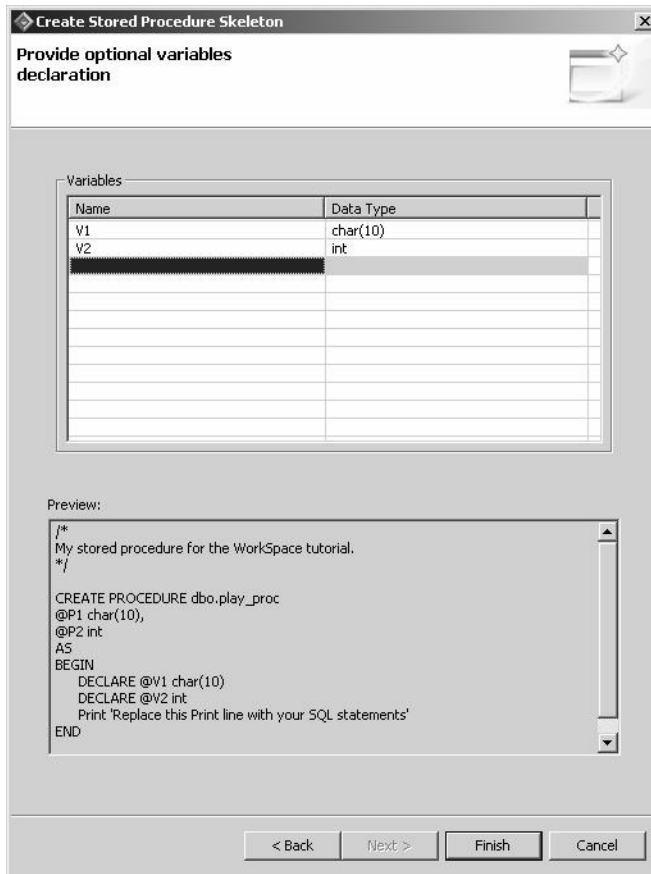 Create Stored Procedure Skeleton
Provide optional variables
declaration
Variables
Name Data Type
V1 char(10)
V2 int
Preview:
/*
My stored procedure for the WorkSpace tutorial.
*/
CREATE PROCEDURE dbo.play_proc
@P1 char(10),
@P2 int
AS
BEGIN
DECLARE @V1 char(10)
DECLARE @V2 int
Print 'Replace this Print line with your SQL statements'
END
< Back Next > Finish Cancel